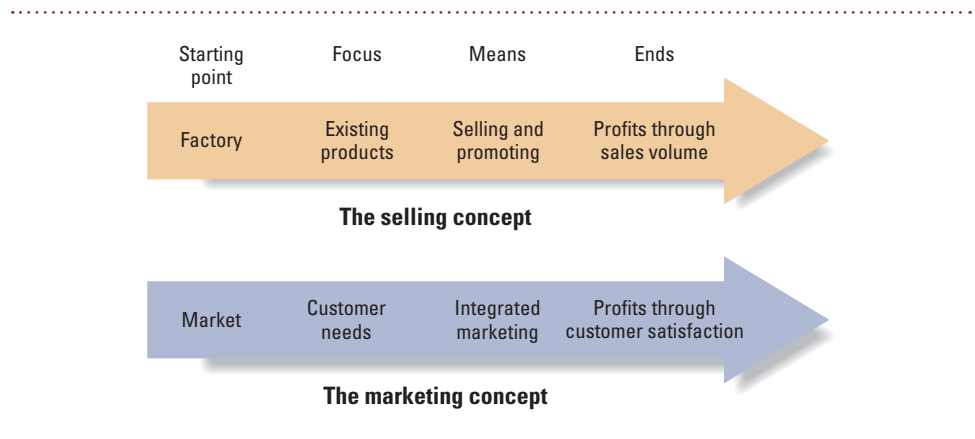 Starting point
Focus
Means
Ends
Factory
Existing products
Selling and promoting
Profits through sales volume
The selling concept
Market
Customer needs
Integrated marketing
Profits through customer satisfaction
The marketing concept